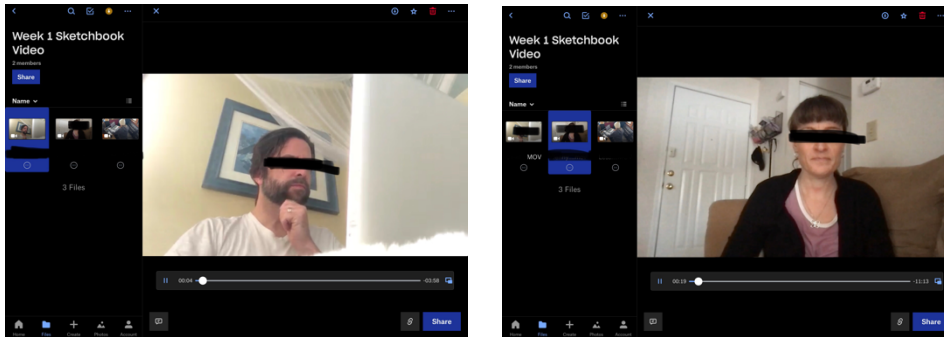 Week 1 Sketchbook
Video
2 members
Share
Name
3 Files
00:04
-03:58
Home
Files
Create
Photos
Account
Share
Week 1 Sketchbook
Video
2 members
Share
Name
MOV
3 Files
00:19
-11:13
Home
Files
Create
Photos
Account
Share